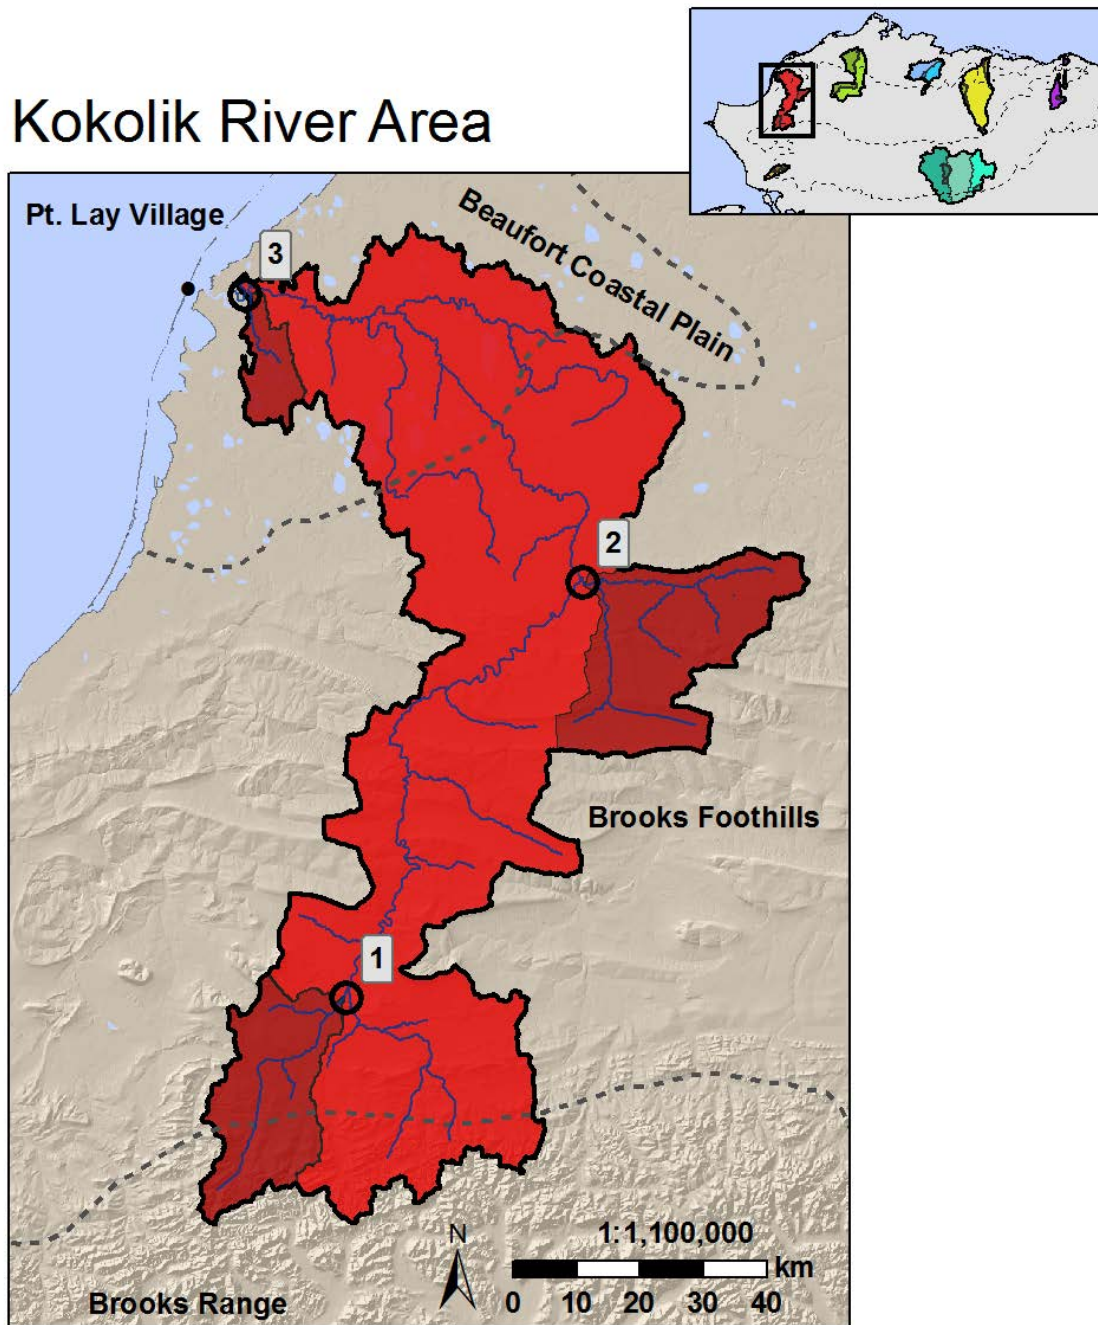 Kokolik River Area
Pt. Lay Village
3
Beaufort Coastal Plain
2
Brooks Foothills
1
N
1:1,100,000
km
0 10 20 30 40
Brooks Range